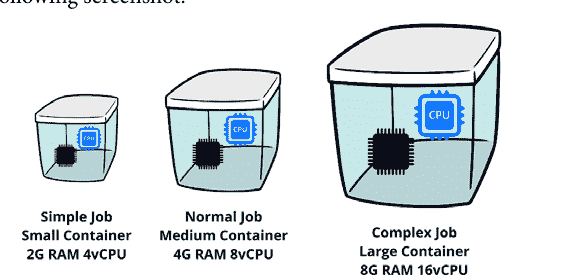 ollowing screenshot.
CPU
CPU
CPU
Simple Job
Small Container
2G RAM 4vCPU
Normal Job
Medium Container
4G RAM 8vCPU
Complex Job
Large Container
8G RAM 16vCPU